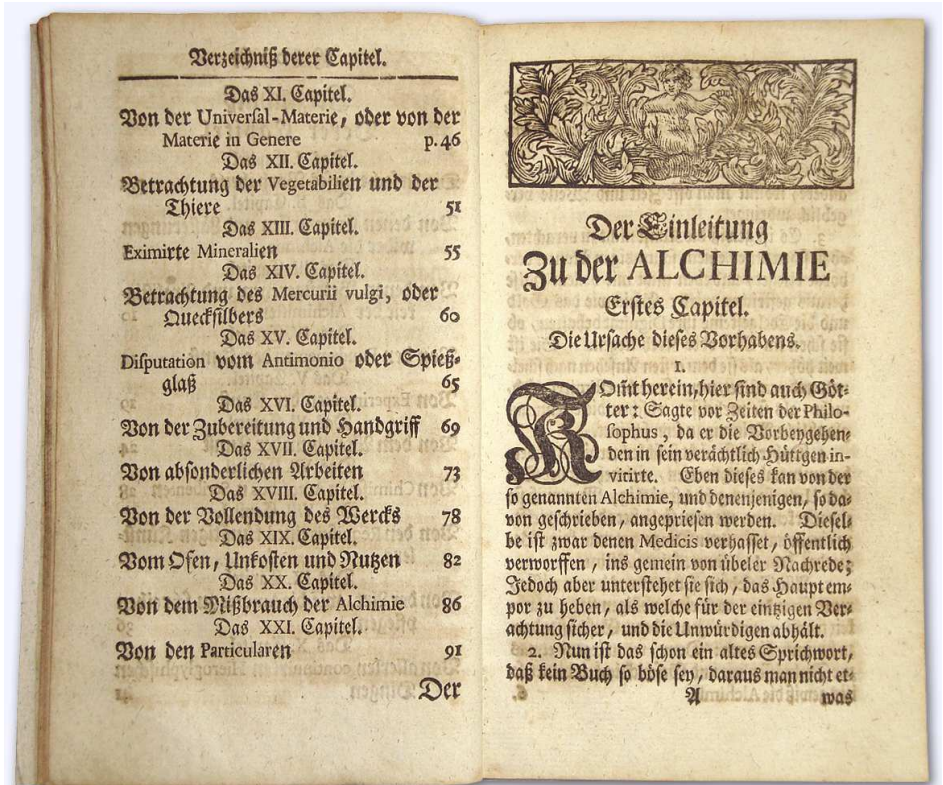 Verzeichniß derer Capitel.
Das XI. Capitel.
Von der Universal-Materie, oder von der
Materie in Genere p. 46
Das XII. Capitel.
Betrachtung der Vegetabilien und der
Thiere 51
Das XIII. Capitel.
Eximirte Mineralien 55
Das XIV. Capitel.
Betrachtung des Mercurii vulgi, oder
Quecksilbers 60
Das XV. Capitel.
Disputation vom Antimonio oder Spieß-
glaß 65
Das XVI. Capitel.
Von der Zubereitung und Handgriff 69
Das XVII. Capitel.
Von absonderlichen Arbeiten 73
Das XVIII. Capitel.
Von der Vollendung des Wercks 78
Das XIX. Capitel.
Vom Ofen, Unkosten und Nutzen 82
Das XX. Capitel.
Von dem Mißbrauch der Alchimie 86
Das XXI. Capitel.
Von den Particularen 91
Der
Der Einleitung
Zu der ALCHIMIE
Erstes Capitel.
Die Ursache dieses Vorhabens.
1.
KOmt herein, hier sind auch Göt-
ter: Sagte vor Zeiten der Philo-
sophus, da er die Vorbeygehen-
den in sein verächtlich Hüttgen in-
vitirte. Eben dieses kan von der
so genannten Alchimie, und denenjenigen, so da-
von geschrieben, angepriesen werden. Diesel-
be ist zwar denen Medicis verhasset, öffentlich
verworffen, ins gemein von übeler Nachrede;
Jedoch aber unterstehet sie sich, das Haupt em-
por zu heben, als welche für der eintzigen Ver-
achtung sicher, und die Unwürdigen abhält.
2. Nun ist das schon ein altes Sprichwort,
daß kein Buch so böse sey, daraus man nicht et-
A was